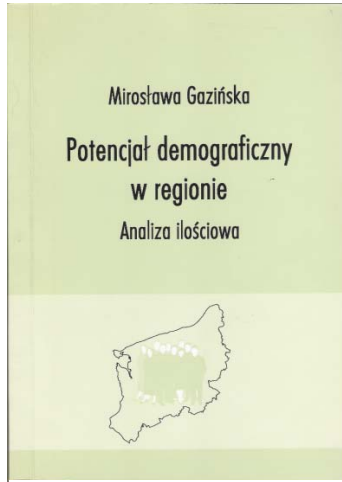 Mirosława Gazińska
Potencjał demograficzny
w regionie
Analiza ilościowa